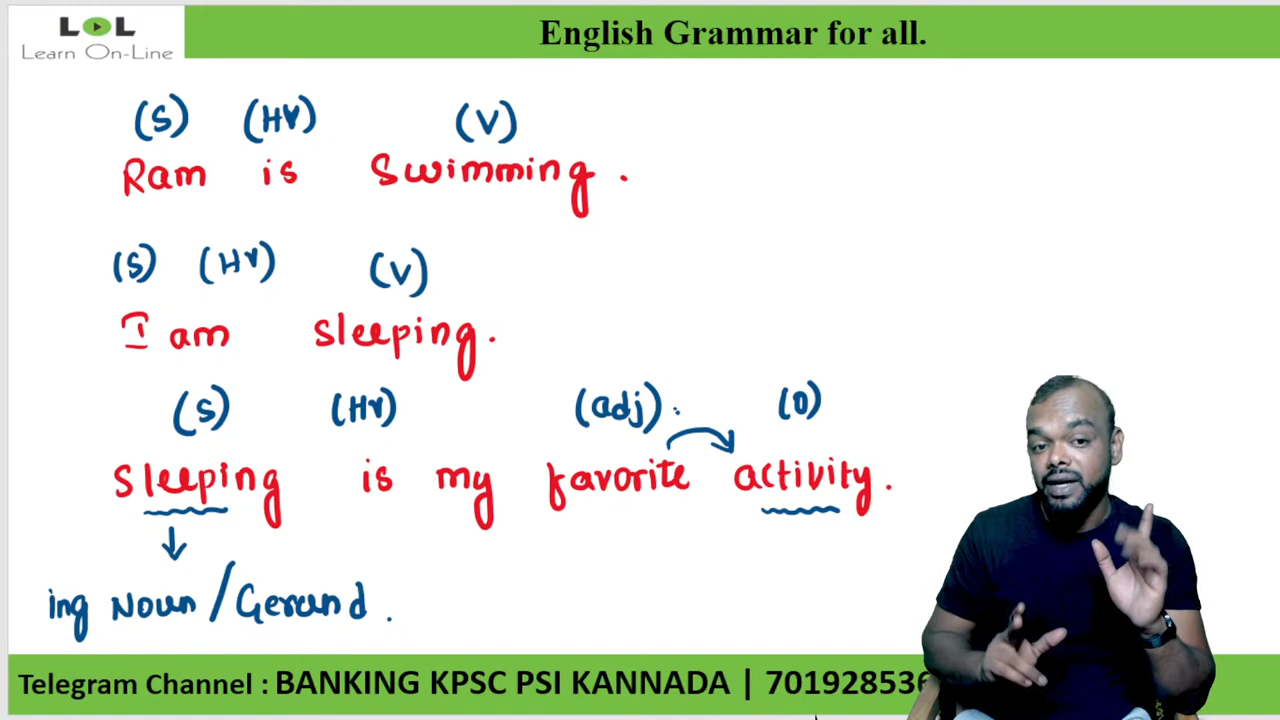 LOL
Learn On-Line
English Grammar for all.
(S) (HV) (V)
Ram is Swimming.
(S) (HV) (V)
I am sleeping.
(S) (HV) (adj). (O)
Sleeping is my favorite activity.
ing Noun/Gerund.
Telegram Channel : BANKING KPSC PSI KANNADA | 70192853